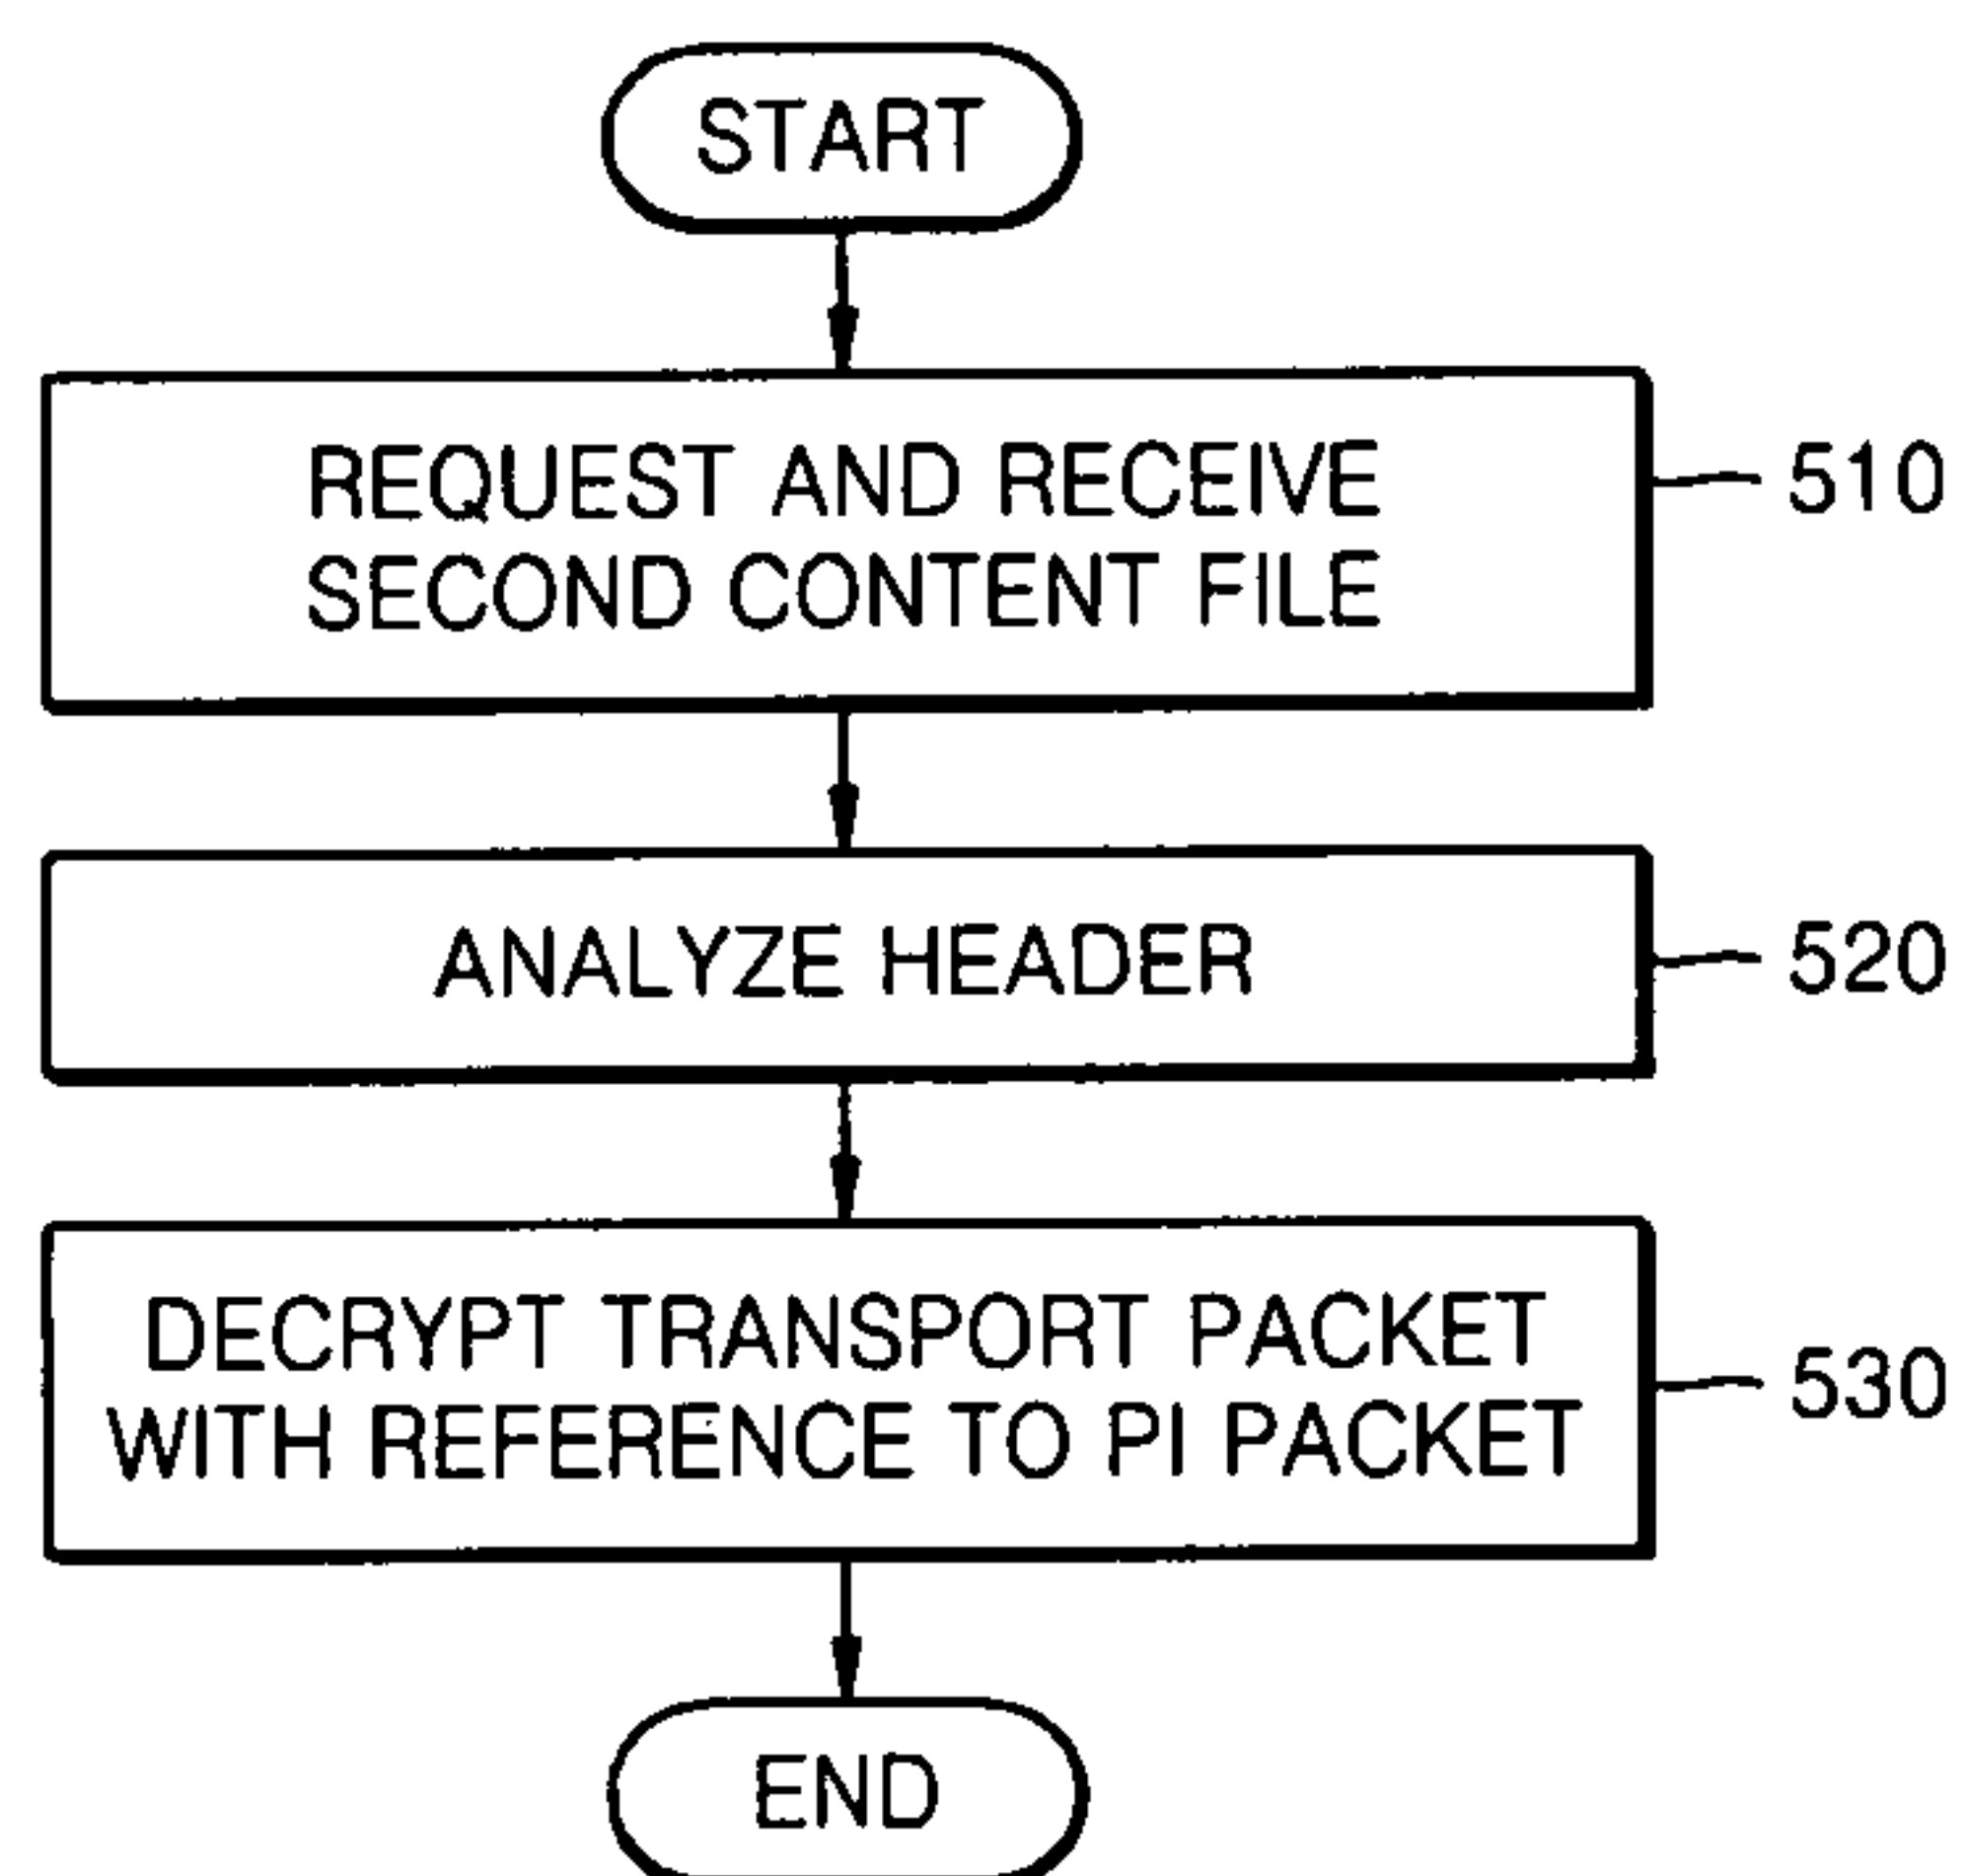 START
REQUEST AND RECEIVE
SECOND CONTENT FILE
510
ANALYZE HEADER
520
DECRYPT TRANSPORT PACKET
WITH REFERENCE TO PI PACKET
530
END